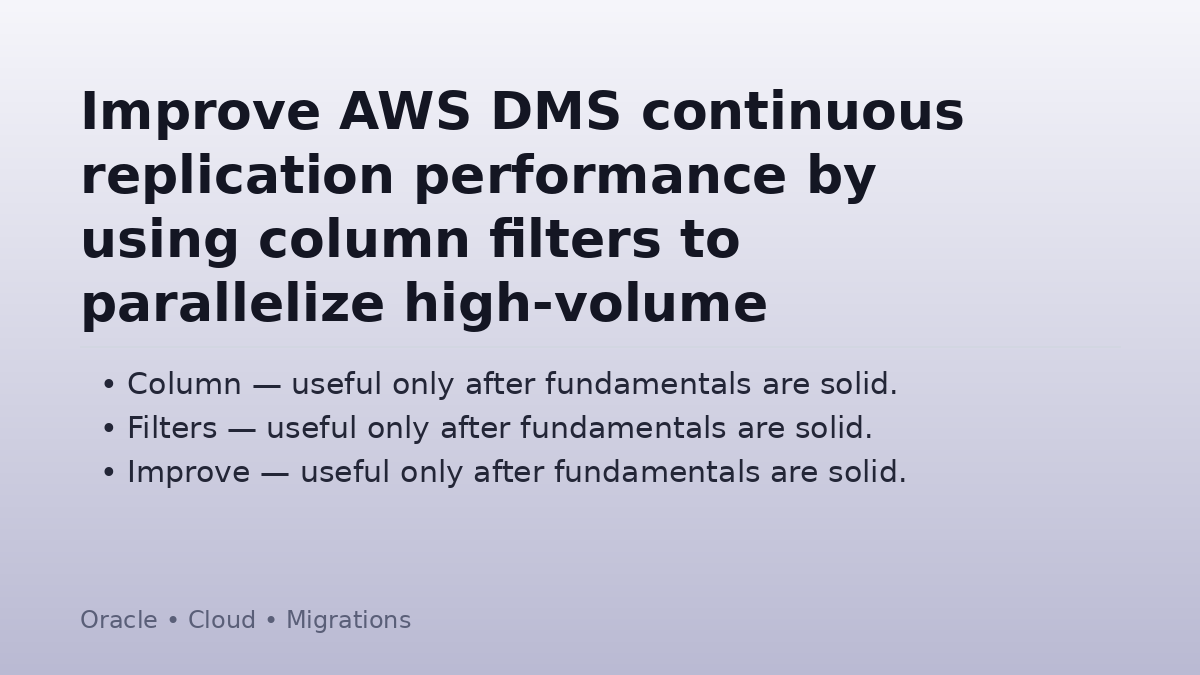 Improve AWS DMS continuous
replication performance by
using column filters to
parallelize high-volume
• Column — useful only after fundamentals are solid.
• Filters — useful only after fundamentals are solid.
• Improve — useful only after fundamentals are solid.
Oracle • Cloud • Migrations